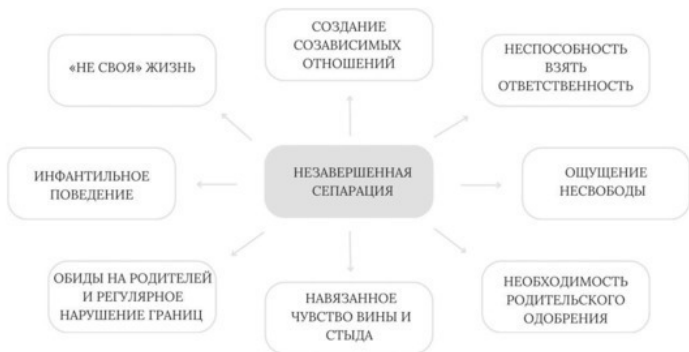 СОЗДАНИЕ
СОЗАВИСИМЫХ
ОТНОШЕНИЙ
«НЕ СВОЯ» ЖИЗНЬ
НЕСПОСОБНОСТЬ
ВЗЯТЬ
ОТВЕТСТВЕННОСТЬ
ИНФАНТИЛЬНОЕ
ПОВЕДЕНИЕ
НЕЗАВЕРШЕННАЯ
СЕПАРАЦИЯ
ОЩУЩЕНИЕ
НЕСВОБОДЫ
ОБИДЫ НА РОДИТЕЛЕЙ
И РЕГУЛЯРНОЕ
НАРУШЕНИЕ ГРАНИЦ
НАВЯЗАННОЕ
ЧУВСТВО ВИНЫ И
СТЫДА
НЕОБХОДИМОСТЬ
РОДИТЕЛЬСКОГО
ОДОБРЕНИЯ